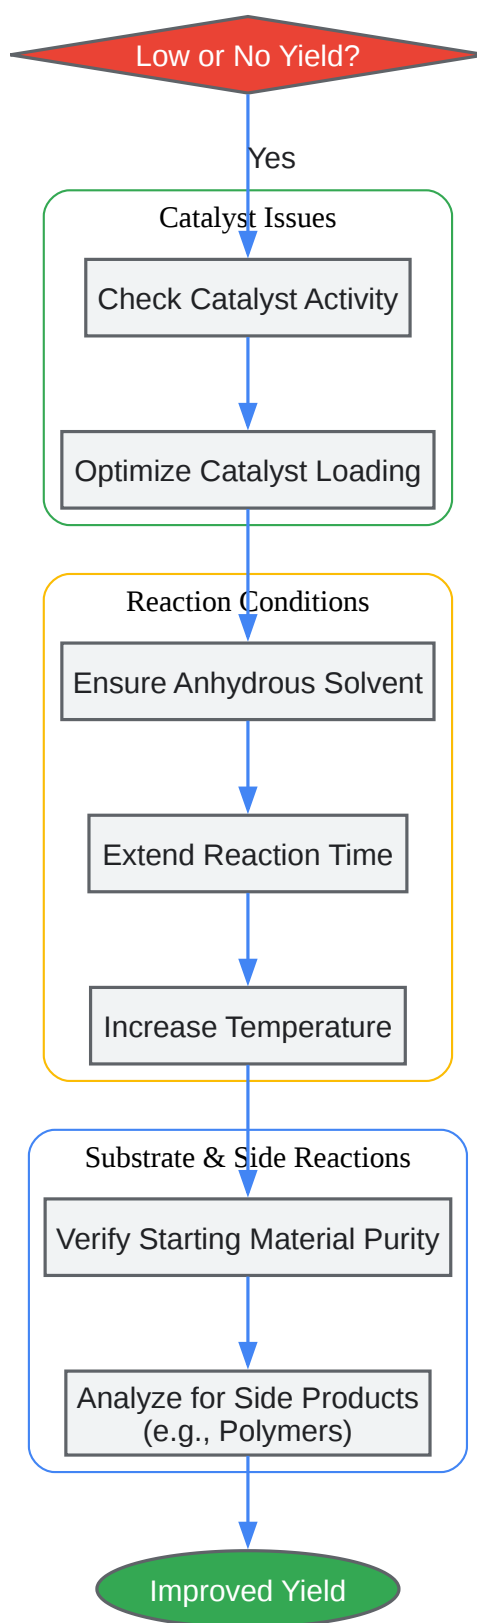 Low or No Yield?
Yes
Catalyst Issues
Check Catalyst Activity
Optimize Catalyst Loading
Reaction Conditions
Ensure Anhydrous Solvent
Extend Reaction Time
Increase Temperature
Substrate & Side Reactions
Verify Starting Material Purity
Analyze for Side Products
(e.g., Polymers)
Improved Yield